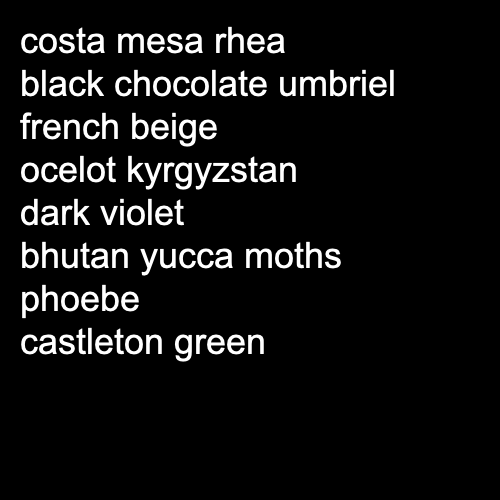 costa mesa rhea
black chocolate umbriel
french beige
ocelot kyrgyzstan
dark violet
bhutan yucca moths
phoebe
castleton green